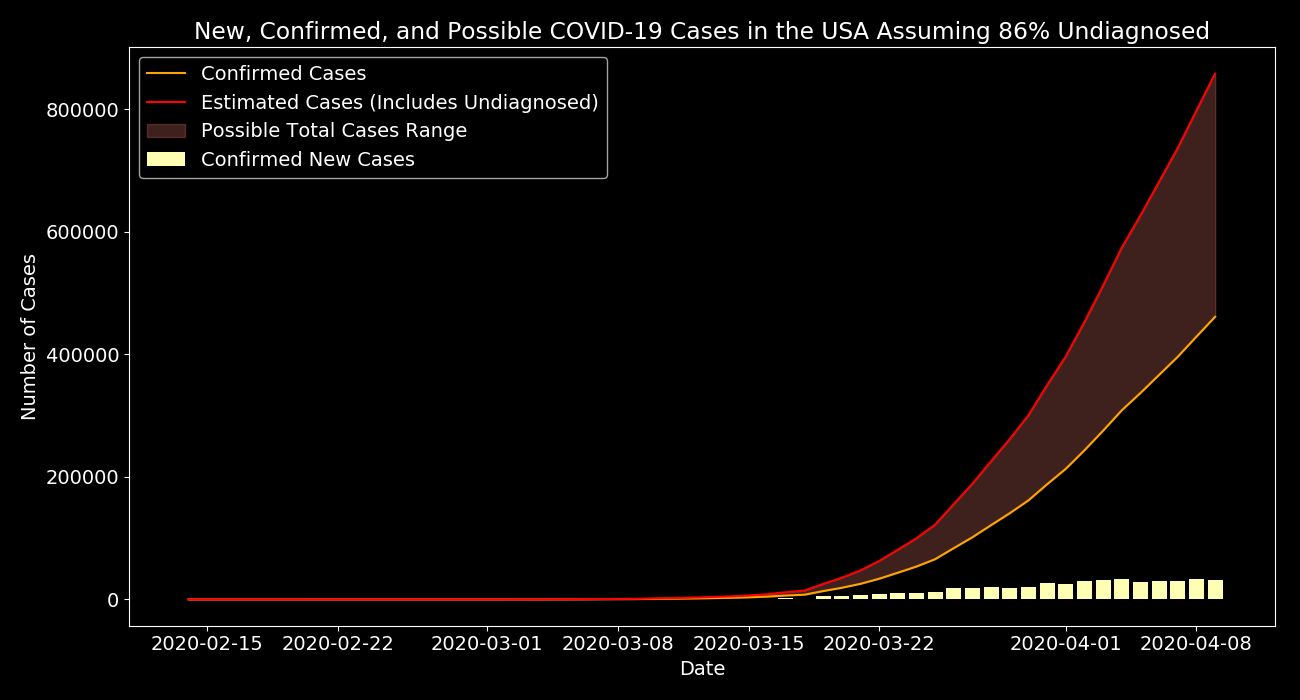 New, Confirmed, and Possible COVID-19 Cases in the USA Assuming 86% Undiagnosed
Confirmed Cases
Estimated Cases (Includes Undiagnosed)
Possible Total Cases Range
Confirmed New Cases
800000
600000
400000
200000
0
Number of Cases
2020-02-15 2020-02-22 2020-03-01 2020-03-08 2020-03-15 2020-03-22 2020-04-01 2020-04-08
Date